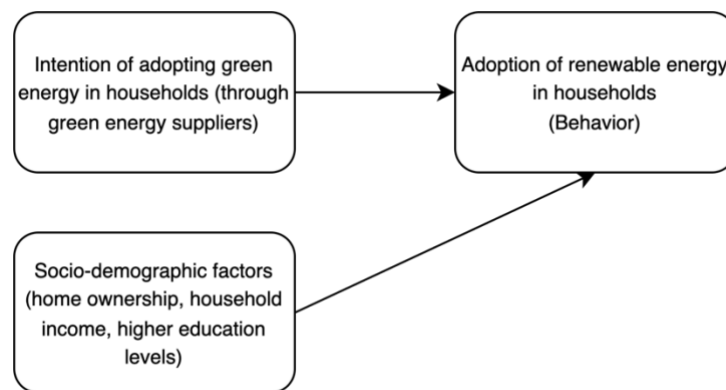 Intention of adopting green
energy in households (through
green energy suppliers)
Adoption of renewable energy
in households
(Behavior)
Socio-demographic factors
(home ownership, household
income, higher education
levels)